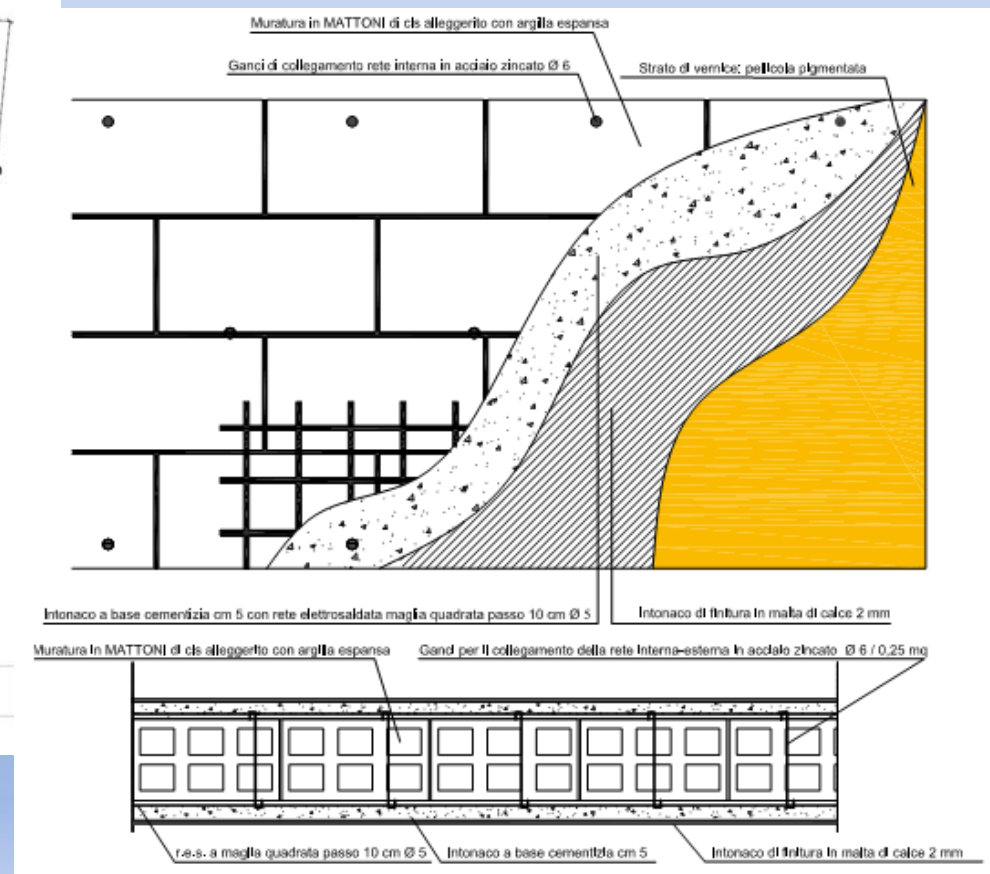 Muratura in MATTONI di cls alleggerito con argilla espansa
Ganci di collegamento rete interna in acciaio zincato Ø 6
Strato di vernice: pellicola pigmentata
Intonaco a base cementizia cm 5 con rete elettrosaldata maglia quadrata passo 10 cm Ø 5
Intonaco di finitura in malta di calce 2 mm
Muratura in MATTONI di cls alleggerito con argilla espansa
Ganci per il collegamento della rete interna-esterna in acciaio zincato Ø 6 / 0,25 mq
r.e.s. a maglia quadrata passo 10 cm Ø 5
Intonaco a base cementizia cm 5
Intonaco di finitura in malta di calce 2 mm